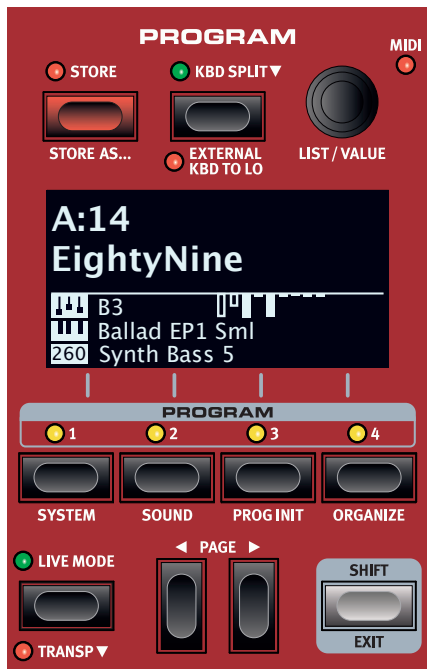 PROGRAM
MIDI
STORE
KBD SPLIT▼
STORE AS...
EXTERNAL
KBD TO LO
LIST / VALUE
A:14
EightyNine
B3
Ballad EP1 Sml
260 Synth Bass 5
PROGRAM
1 2 3 4
SYSTEM SOUND PROG INIT ORGANIZE
◄ PAGE ►
LIVE MODE
SHIFT
EXIT
TRANSP▼